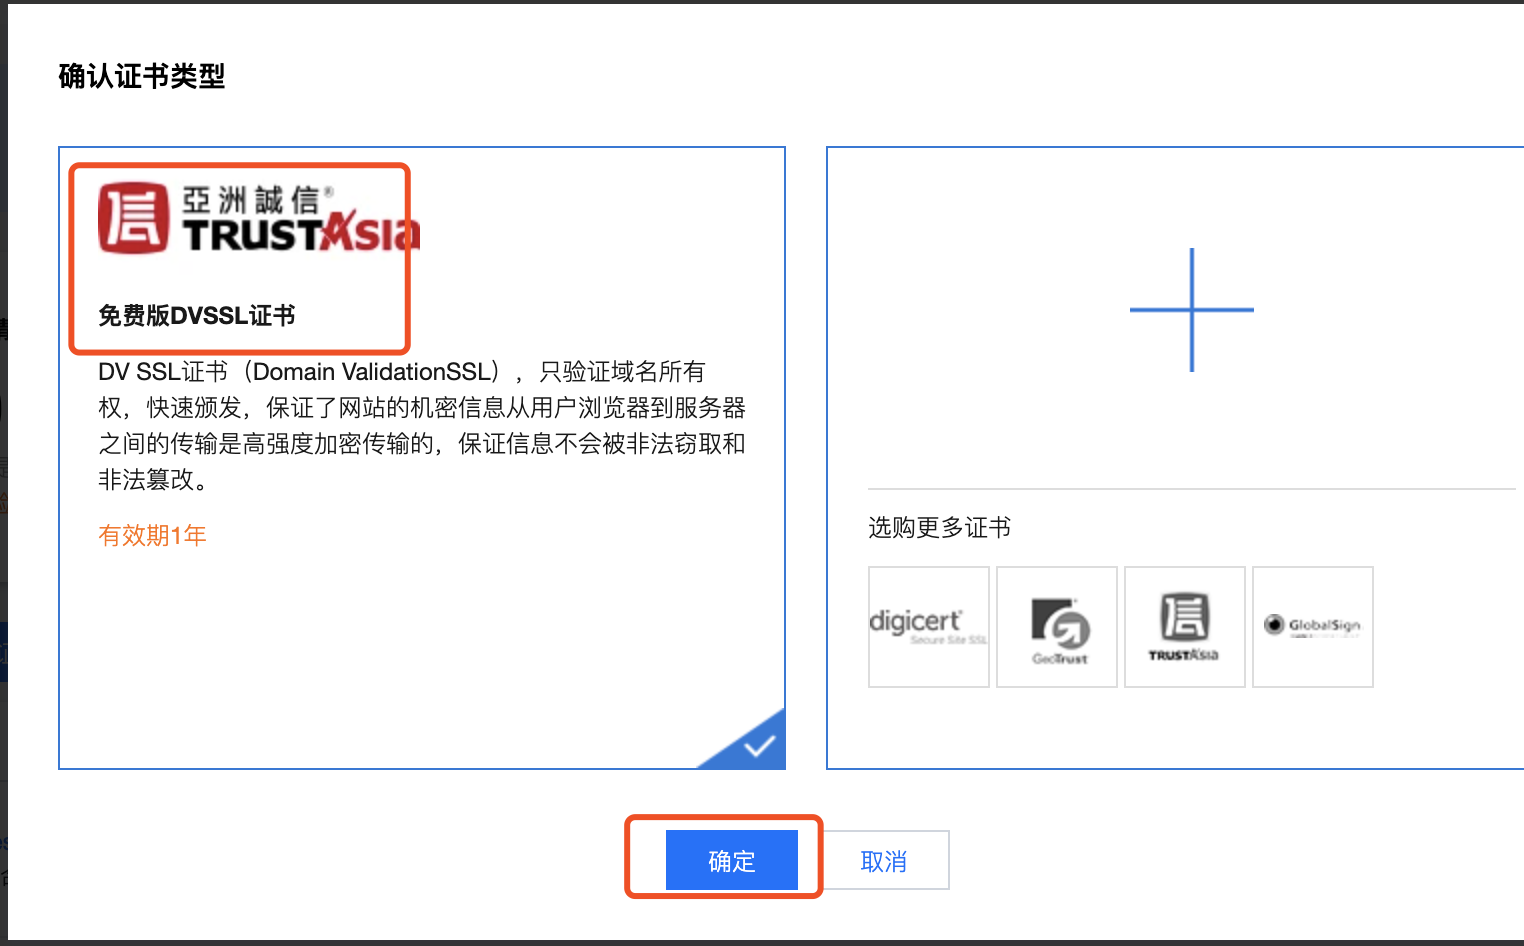 确认证书类型
亞洲誠信®
TRUSTAsia
免费版DVSSL证书
DV SSL证书（Domain ValidationSSL），只验证域名所有
权，快速颁发，保证了网站的机密信息从用户浏览器到服务器
之间的传输是高强度加密传输的，保证信息不会被非法窃取和
非法篡改。
有效期1年
选购更多证书
digicert
Secure Site SSL
GeoTrust
TRUSTAsia
GlobalSign
确定
取消